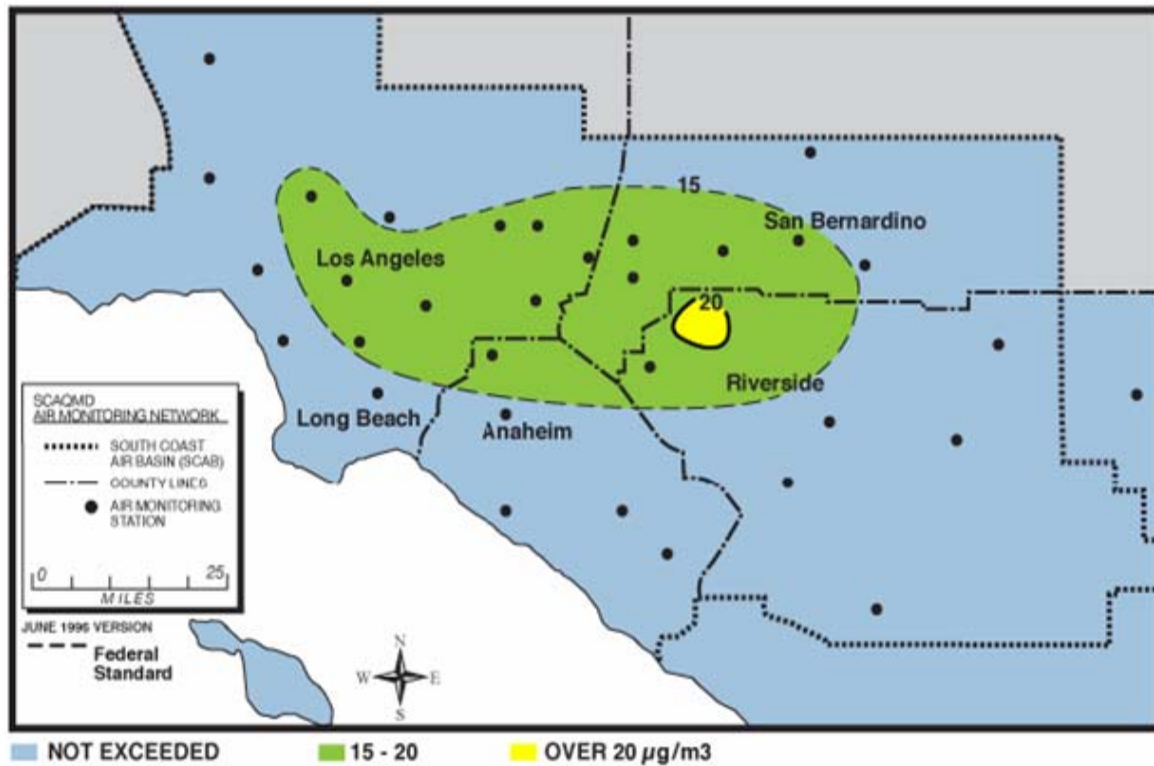 15
San Bernardino
Los Angeles
20
Riverside
Long Beach
Anaheim
SCAQMD
AIR MONITORING NETWORK
SOUTH COAST
AIR BASIN (SCAB)
COUNTY LINES
AIR MONITORING
STATION
0 25
MILES
JUNE 1996 VERSION
Federal
Standard
N
W E
S
NOT EXCEEDED 15 - 20 OVER 20 µg/m3